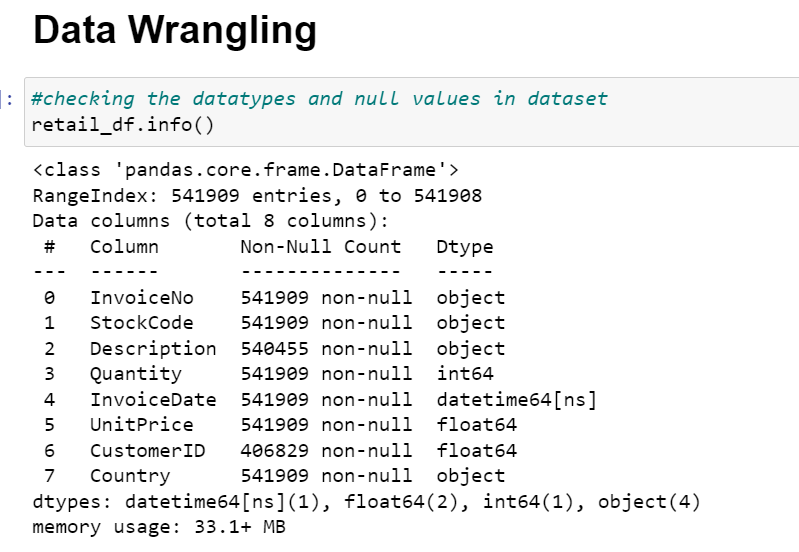 Data Wrangling
]:
#checking the datatypes and null values in dataset
retail_df.info()
<class 'pandas.core.frame.DataFrame'>
RangeIndex: 541909 entries, 0 to 541908
Data columns (total 8 columns):
 #   Column       Non-Null Count   Dtype
---  ------       --------------   -----
 0   InvoiceNo    541909 non-null  object
 1   StockCode    541909 non-null  object
 2   Description  540455 non-null  object
 3   Quantity     541909 non-null  int64
 4   InvoiceDate  541909 non-null  datetime64[ns]
 5   UnitPrice    541909 non-null  float64
 6   CustomerID   406829 non-null  float64
 7   Country      541909 non-null  object
dtypes: datetime64[ns](1), float64(2), int64(1), object(4)
memory usage: 33.1+ MB